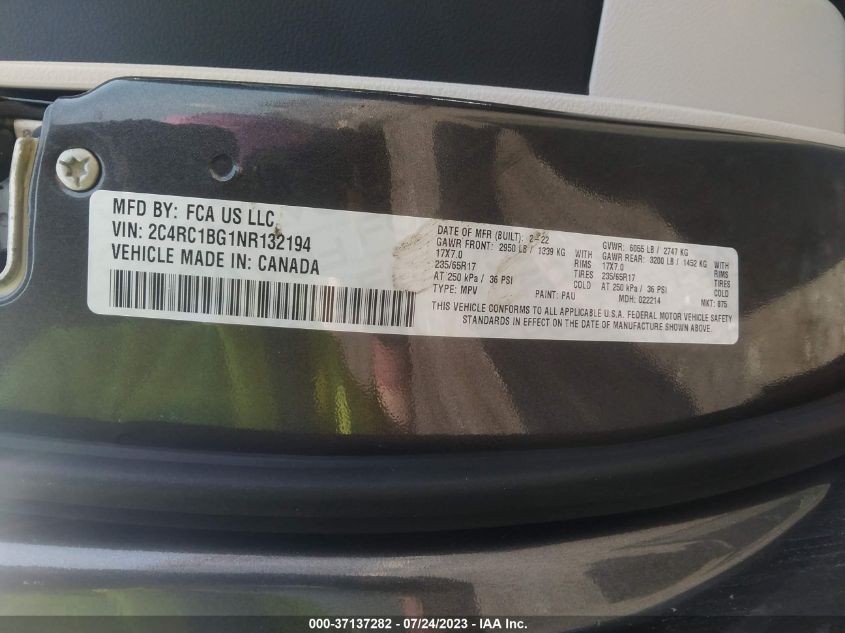 MFD BY: FCA US LLC
VIN: 2C4RC1BG1NR132194
VEHICLE MADE IN: CANADA
DATE OF MFR (BUILT): 2-22
GAWR FRONT: 2950 LB / 1339 KG WITH
17X7.0 RIMS
235/65R17 TIRES
AT 250 kPa / 36 PSI COLD
TYPE: MPV PAINT: PAU
GVWR: 6055 LB / 2747 KG
GAWR REAR: 3200 LB / 1452 KG WITH
17X7.0 RIMS
235/65R17 TIRES
AT 250 kPa / 36 PSI COLD
MDH: 022214 NKT: 875
THIS VEHICLE CONFORMS TO ALL APPLICABLE U.S.A. FEDERAL MOTOR VEHICLE SAFETY
STANDARDS IN EFFECT ON THE DATE OF MANUFACTURE SHOWN ABOVE.
000-37137282 - 07/24/2023 - IAA Inc.